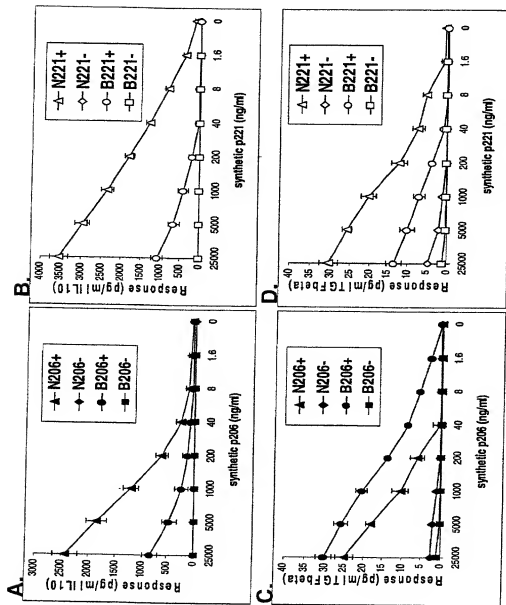 A.
Response (pg/ml IL10)
3000
2500
2000
1500
1000
500
0
N206+
N206-
B206+
B206-
25000 5000 1000 200 40 8 1.6 0
synthetic p206 (ng/ml)
B.
Response (pg/ml IL10)
4000
3500
3000
2500
2000
1500
1000
500
0
N221+
N221-
B221+
B221-
25000 5000 1000 200 40 8 1.6 0
synthetic p221 (ng/ml)
C.
Response (pg/ml TGFbeta)
40
35
30
25
20
15
10
5
0
N206+
N206-
B206+
B206-
25000 5000 1000 200 40 8 1.6 0
synthetic p206 (ng/ml)
D.
Response (pg/ml TGFbeta)
40
35
30
25
20
15
10
5
0
N221+
N221-
B221+
B221-
25000 5000 1000 200 40 8 1.6 0
synthetic p221 (ng/ml)